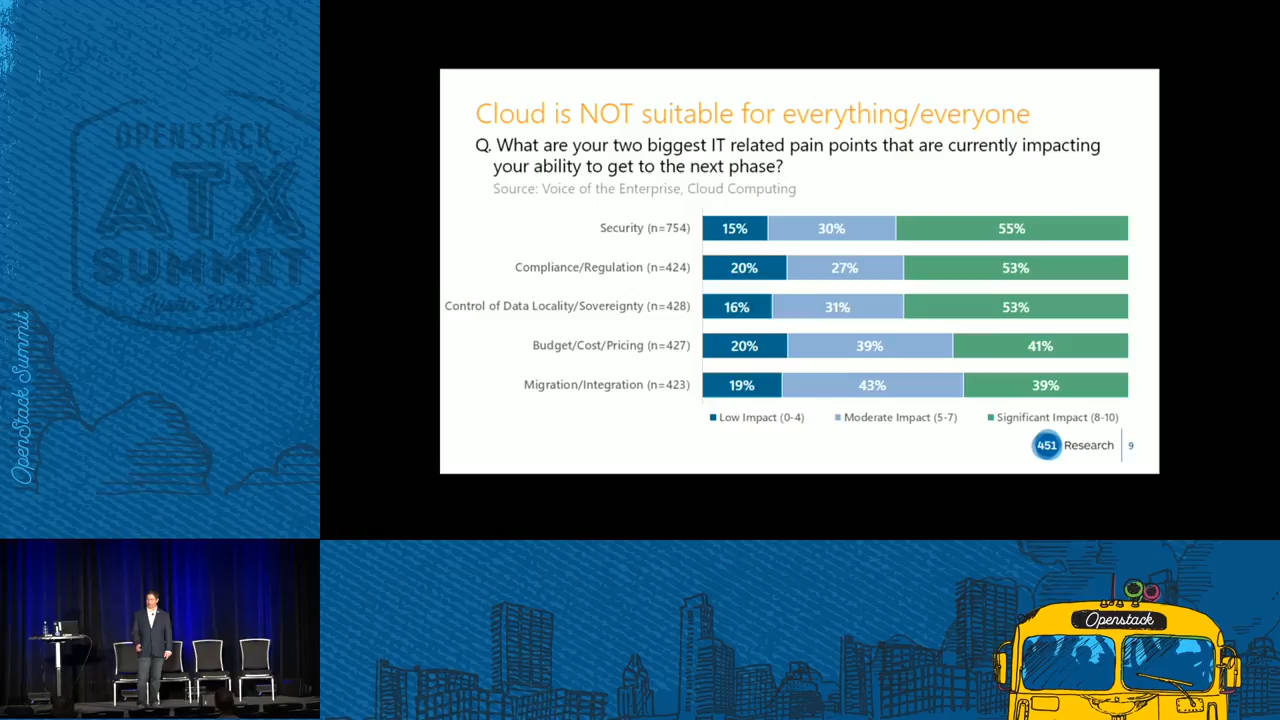 OPENSTACK
ATX
SUMMIT
Austin 2016
OpenStack Summit
Cloud is NOT suitable for everything/everyone
Q. What are your two biggest IT related pain points that are currently impacting
your ability to get to the next phase?
Source: Voice of the Enterprise, Cloud Computing
Security (n=754) 15% 30% 55%
Compliance/Regulation (n=424) 20% 27% 53%
Control of Data Locality/Sovereignty (n=428) 16% 31% 53%
Budget/Cost/Pricing (n=427) 20% 39% 41%
Migration/Integration (n=423) 19% 43% 39%
Low Impact (0-4) Moderate Impact (5-7) Significant Impact (8-10)
451 Research 9
Openstack